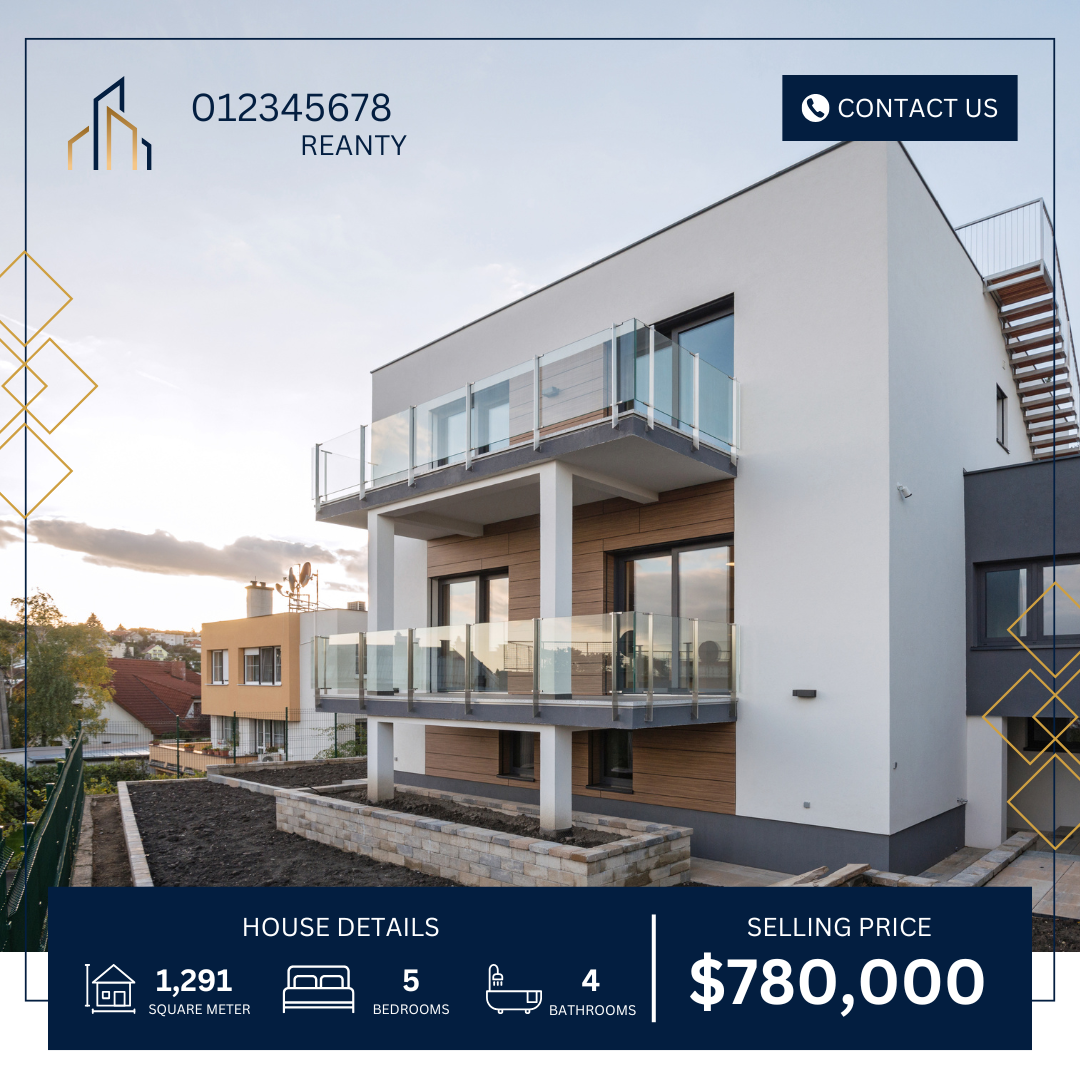 012345678
REANTY
CONTACT US
HOUSE DETAILS
1,291
SQUARE METER
5
BEDROOMS
4
BATHROOMS
SELLING PRICE
$780,000